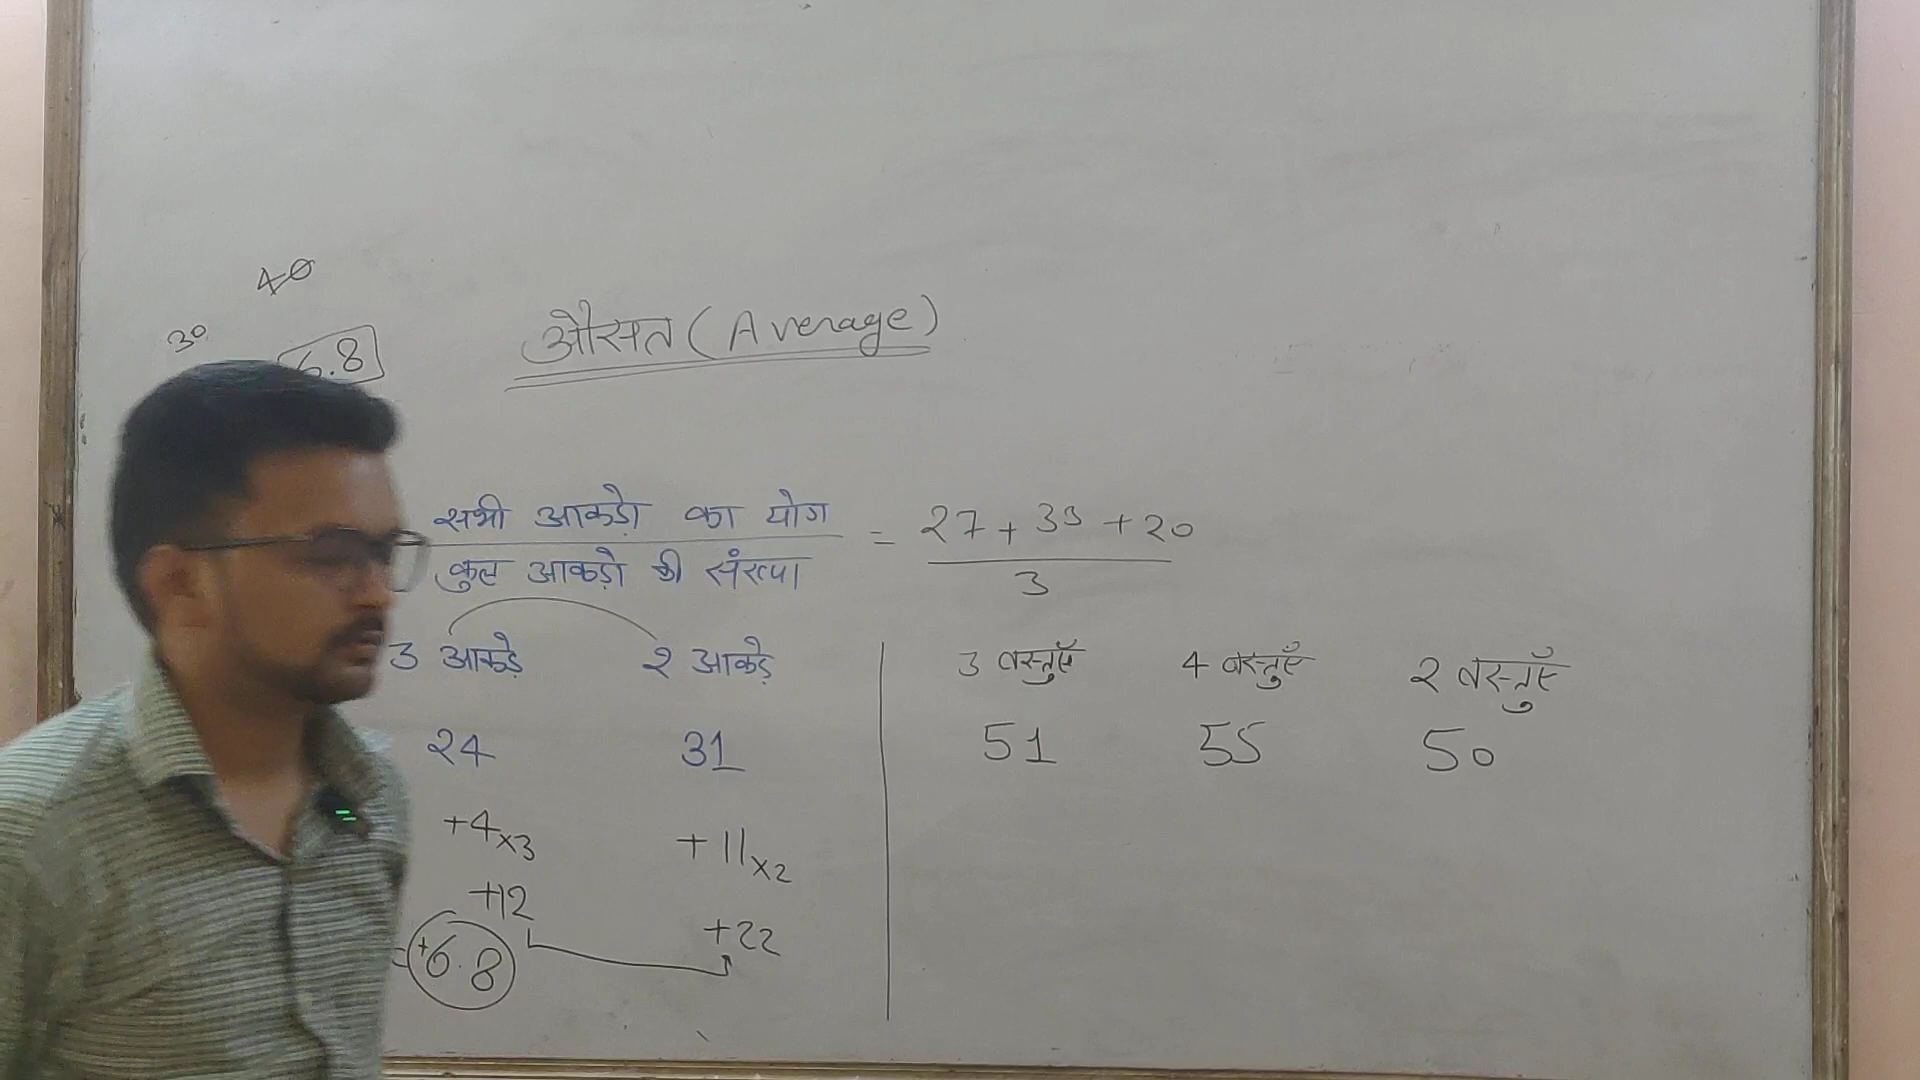 40
30
6.8
औसत (Average)
सभी आकडो का योग = 27 + 33 + 20
कुल आकड़ो की संख्या 3
3 आकड़े 2 आकड़े 3 वस्तुएँ 4 वस्तुएँ 2 वस्तुएँ
24 31 51 55 50
+4x3 +11x2
+12 +22
=+6.8